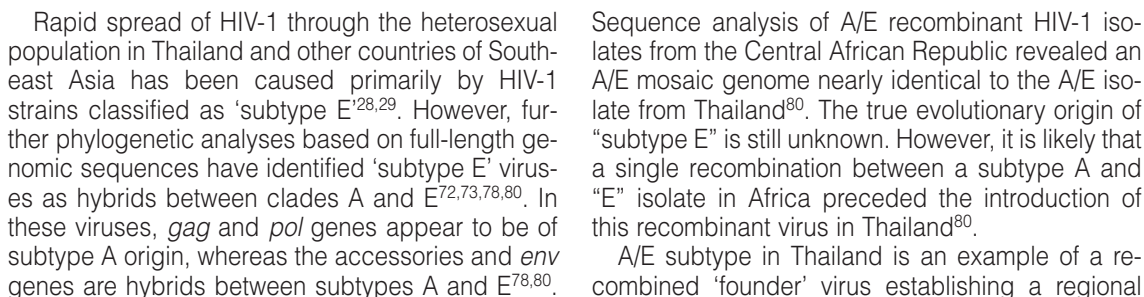 Rapid spread of HIV-1 through the heterosexual
population in Thailand and other countries of South-
east Asia has been caused primarily by HIV-1
strains classified as ‘subtype E’28,29. However, fur-
ther phylogenetic analyses based on full-length ge-
nomic sequences have identified ‘subtype E’ virus-
es as hybrids between clades A and E72,73,78,80. In
these viruses, gag and pol genes appear to be of
subtype A origin, whereas the accessories and env
genes are hybrids between subtypes A and E78,80.
Sequence analysis of A/E recombinant HIV-1 iso-
lates from the Central African Republic revealed an
A/E mosaic genome nearly identical to the A/E iso-
late from Thailand80. The true evolutionary origin of
“subtype E” is still unknown. However, it is likely that
a single recombination between a subtype A and
“E” isolate in Africa preceded the introduction of
this recombinant virus in Thailand80.
A/E subtype in Thailand is an example of a re-
combined ‘founder’ virus establishing a regional